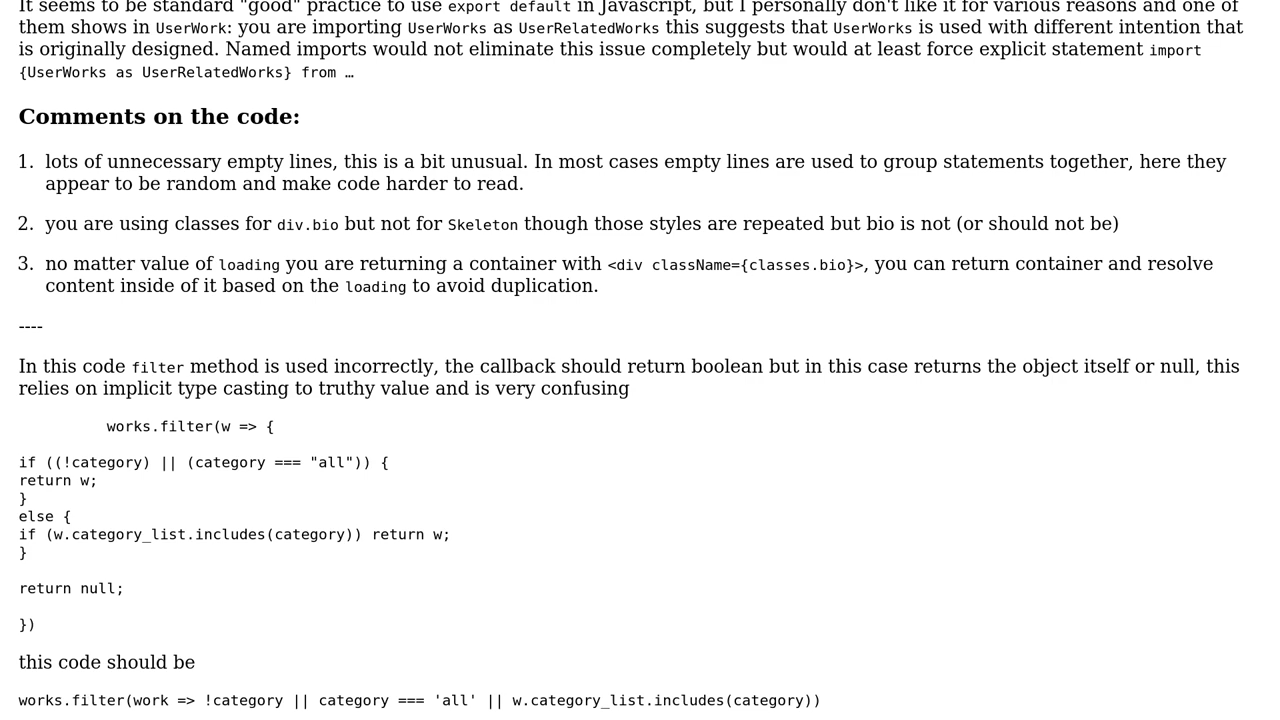 It seems to be standard "good" practice to use export default in Javascript, but I personally don't like it for various reasons and one of
them shows in UserWork: you are importing UserWorks as UserRelatedWorks this suggests that UserWorks is used with different intention that
is originally designed. Named imports would not eliminate this issue completely but would at least force explicit statement import
{UserWorks as UserRelatedWorks} from …
Comments on the code:
1. lots of unnecessary empty lines, this is a bit unusual. In most cases empty lines are used to group statements together, here they
appear to be random and make code harder to read.
2. you are using classes for div.bio but not for Skeleton though those styles are repeated but bio is not (or should not be)
3. no matter value of loading you are returning a container with <div className={classes.bio}>, you can return container and resolve
content inside of it based on the loading to avoid duplication.
----
In this code filter method is used incorrectly, the callback should return boolean but in this case returns the object itself or null, this
relies on implicit type casting to truthy value and is very confusing
works.filter(w => {
if ((!category) || (category === "all")) {
return w;
}
else {
if (w.category_list.includes(category)) return w;
}
return null;
})
this code should be
works.filter(work => !category || category === 'all' || w.category_list.includes(category))